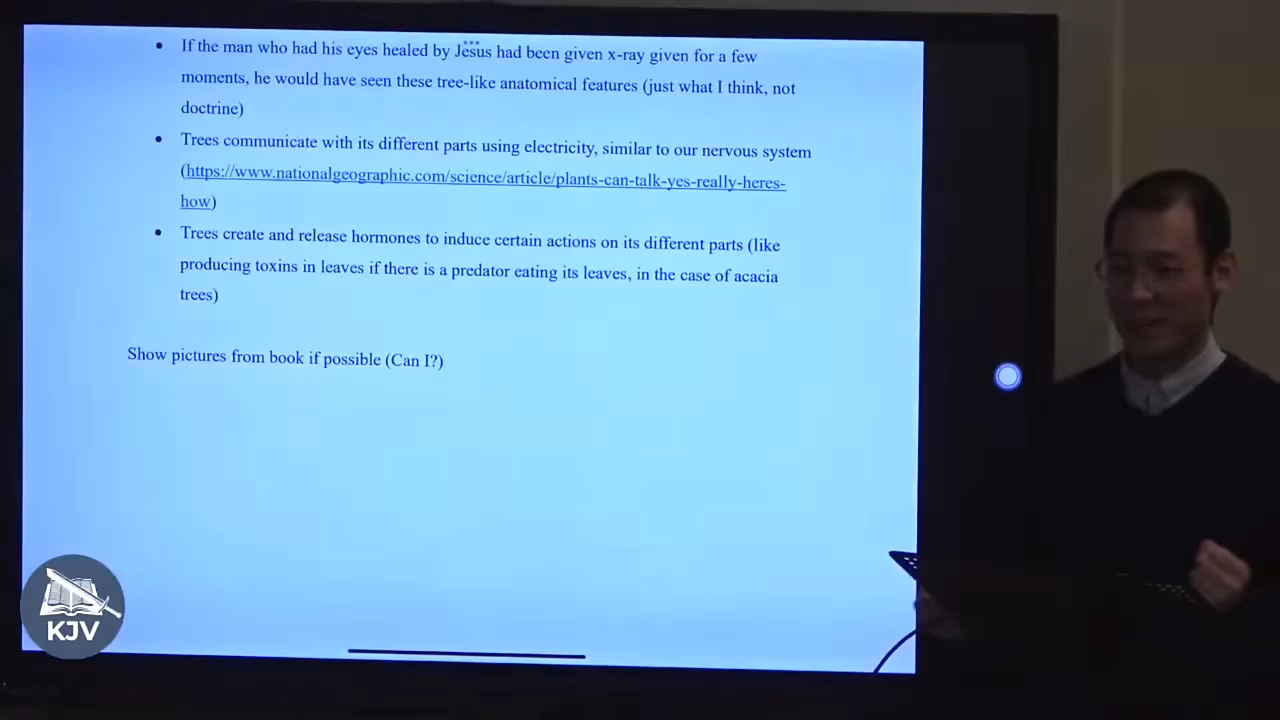 If the man who had his eyes healed by Jesus had been given x-ray given for a few
moments, he would have seen these tree-like anatomical features (just what I think, not
doctrine)
Trees communicate with its different parts using electricity, similar to our nervous system
(https://www.nationalgeographic.com/science/article/plants-can-talk-yes-really-heres-
how)
Trees create and release hormones to induce certain actions on its different parts (like
producing toxins in leaves if there is a predator eating its leaves, in the case of acacia
trees)
Show pictures from book if possible (Can I?)
KJV